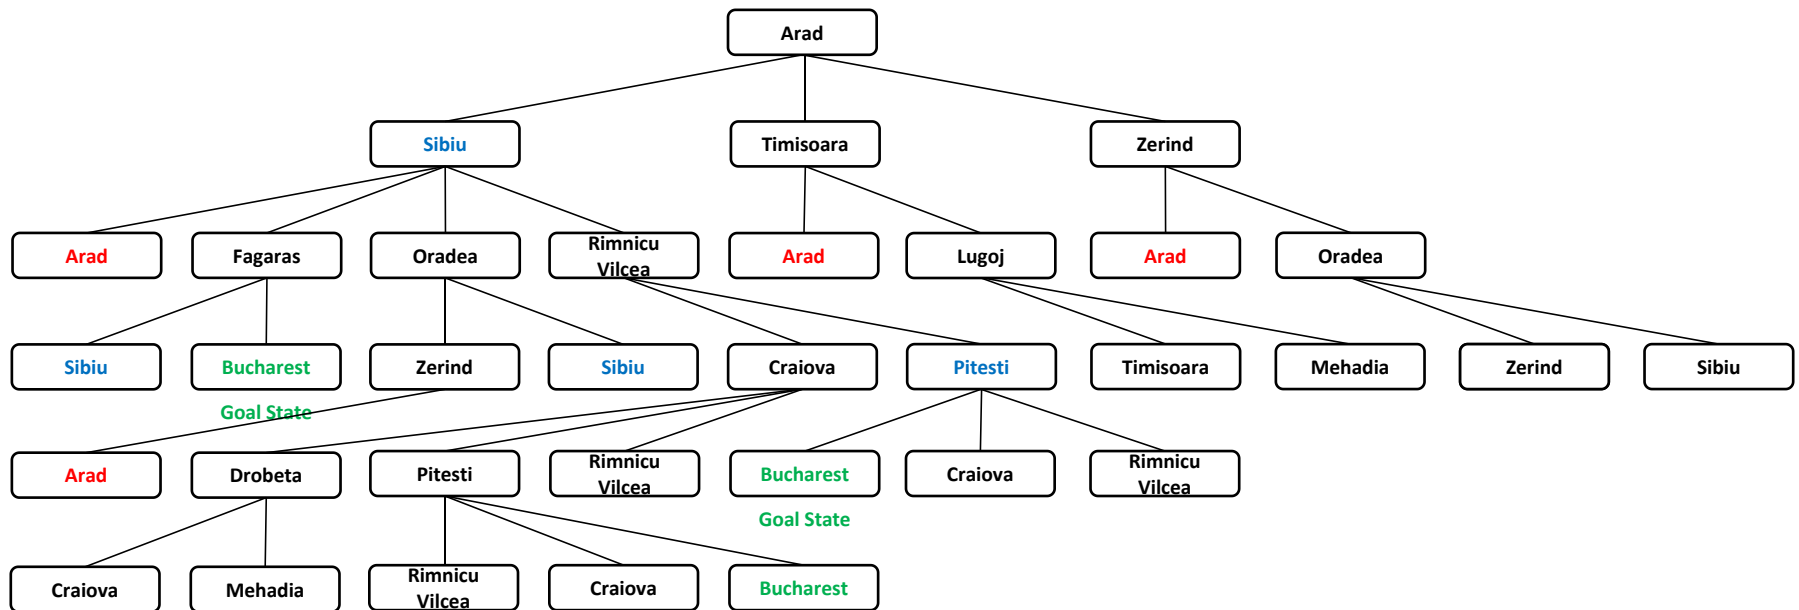 Arad
Sibiu
Timisoara
Zerind
Arad
Fagaras
Oradea
Rimnicu
Vilcea
Arad
Lugoj
Arad
Oradea
Sibiu
Bucharest
Zerind
Sibiu
Craiova
Pitesti
Timisoara
Mehadia
Zerind
Sibiu
Goal State
Arad
Drobeta
Pitesti
Rimnicu
Vilcea
Bucharest
Craiova
Rimnicu
Vilcea
Goal State
Craiova
Mehadia
Rimnicu
Vilcea
Craiova
Bucharest